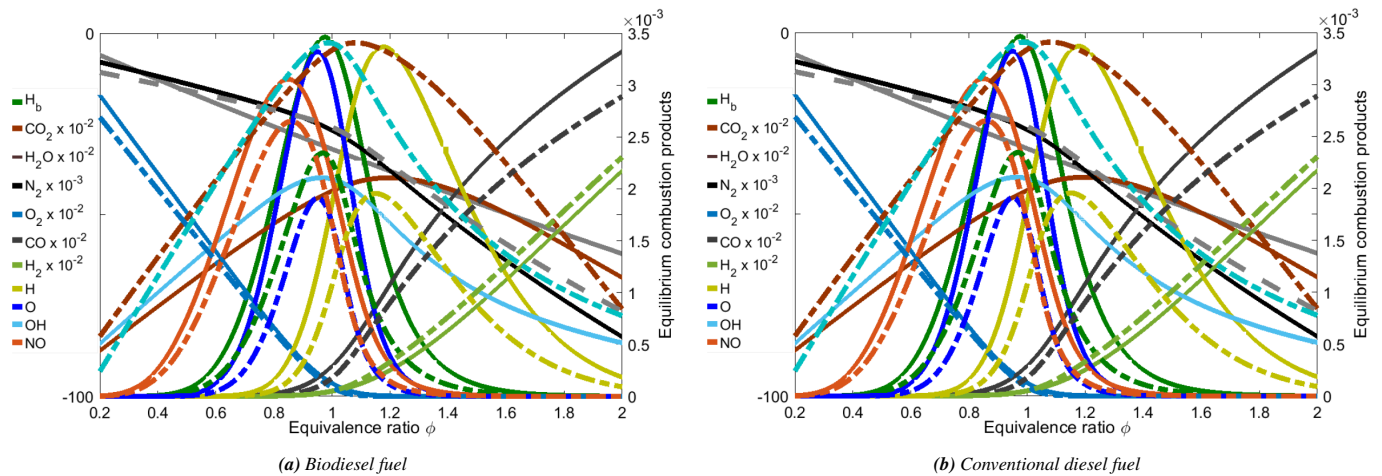 ×10⁻³
0
-100
H_b
CO₂ x 10⁻²
H₂O x 10⁻²
N₂ x 10⁻³
O₂ x 10⁻²
CO x 10⁻²
H₂ x 10⁻²
H
O
OH
NO
3.5
3
2.5
2
1.5
1
0.5
0
Equilibrium combustion products
0.2 0.4 0.6 0.8 1 1.2 1.4 1.6 1.8 2
Equivalence ratio ϕ
(a) Biodiesel fuel
×10⁻³
0
-100
H_b
CO₂ x 10⁻²
H₂O x 10⁻²
N₂ x 10⁻³
O₂ x 10⁻²
CO x 10⁻²
H₂ x 10⁻²
H
O
OH
NO
3.5
3
2.5
2
1.5
1
0.5
0
Equilibrium combustion products
0.2 0.4 0.6 0.8 1 1.2 1.4 1.6 1.8 2
Equivalence ratio ϕ
(b) Conventional diesel fuel